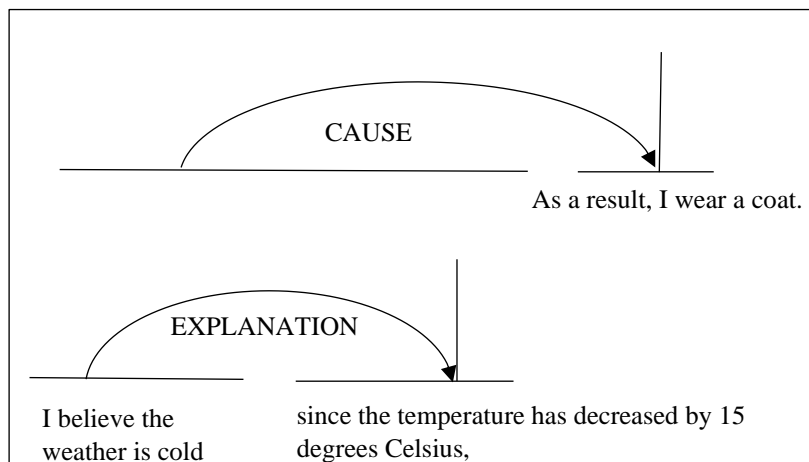 CAUSE
As a result, I wear a coat.
EXPLANATION
I believe the
weather is cold
since the temperature has decreased by 15
degrees Celsius,